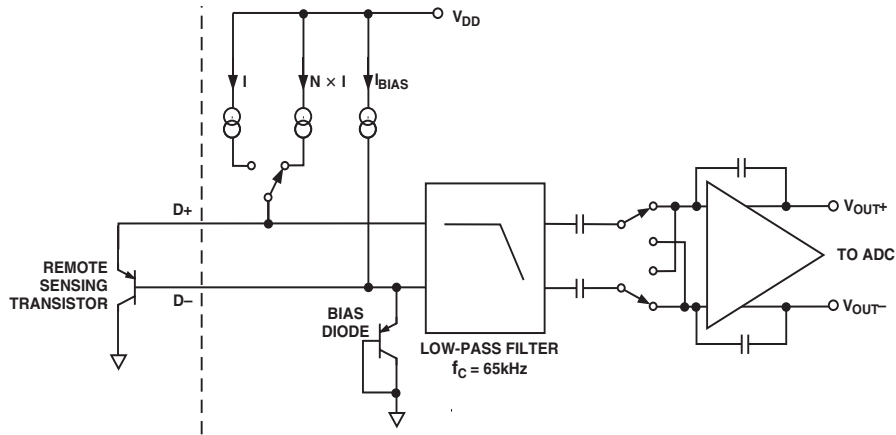 V_DD
I
N × I
I_BIAS
D+
REMOTE
SENSING
TRANSISTOR
D–
BIAS
DIODE
LOW-PASS FILTER
f_C = 65kHz
V_OUT+
TO ADC
V_OUT–